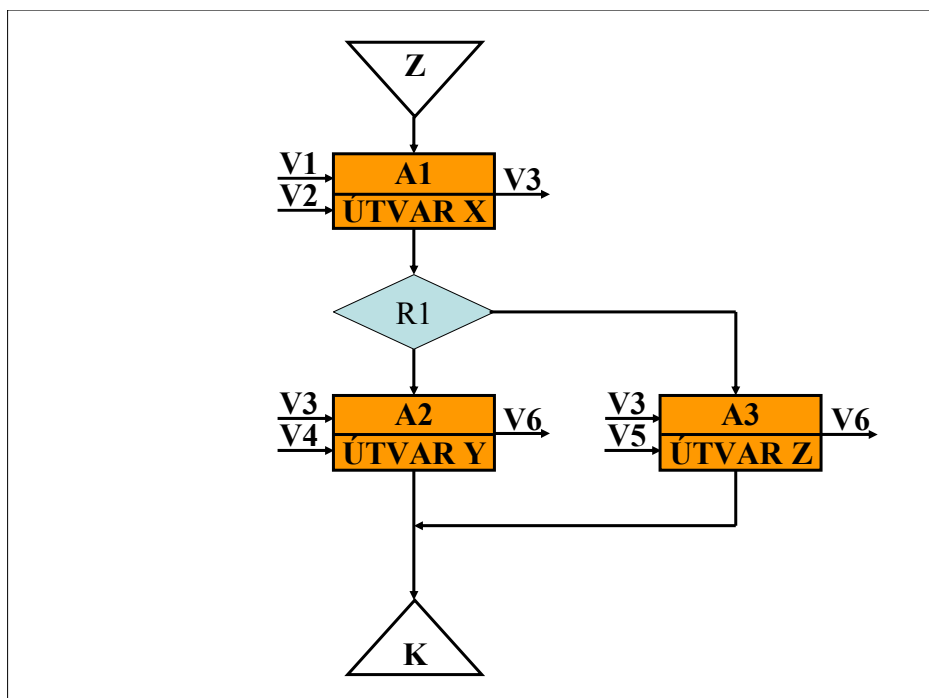 Z
V1
A1
V3
V2
ÚTVAR X
R1
V3
A2
V6
V4
ÚTVAR Y
V3
A3
V6
V5
ÚTVAR Z
K